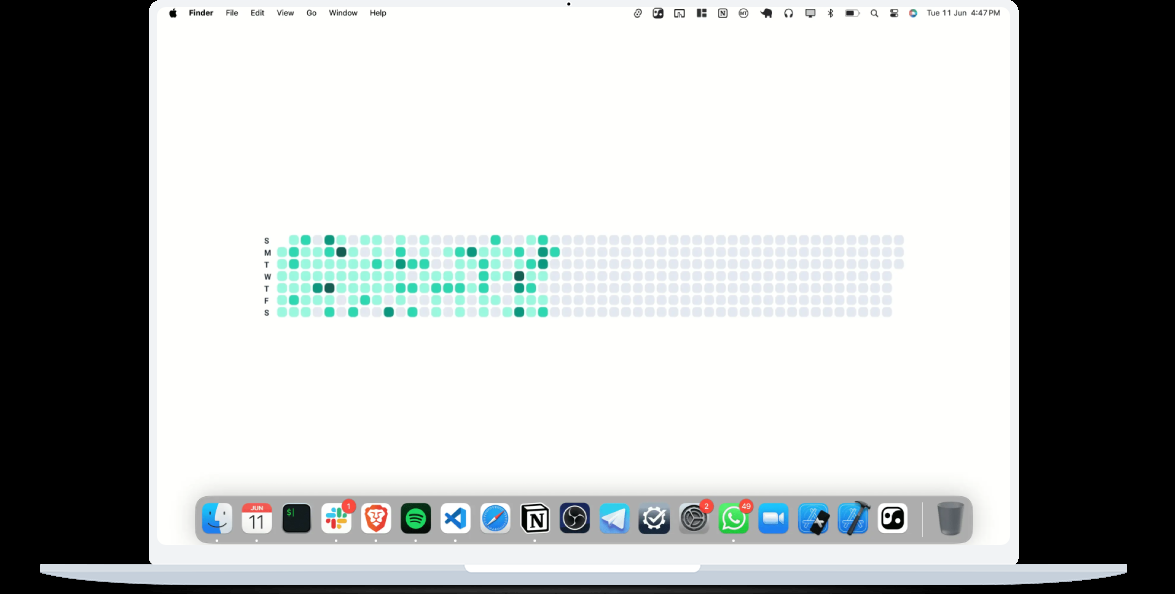 Finder File Edit View Go Window Help Tue 11 Jun 4:47 PM
S
M
T
W
T
F
S
JUN
11
$
1
N
2
49